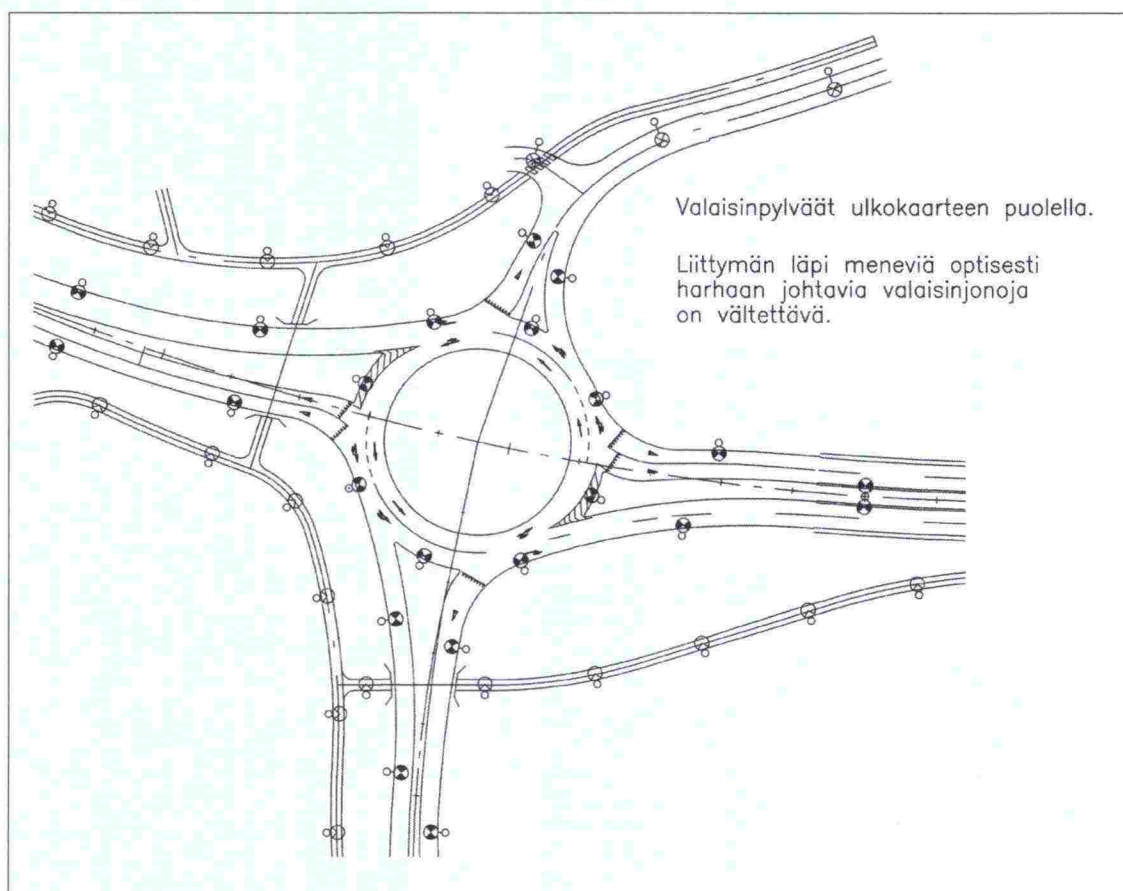 Valaisinpylväät ulkokaarteen puolella.
Liittymän läpi meneviä optisesti
harhaan johtavia valaisinjonoja
on vältettävä.